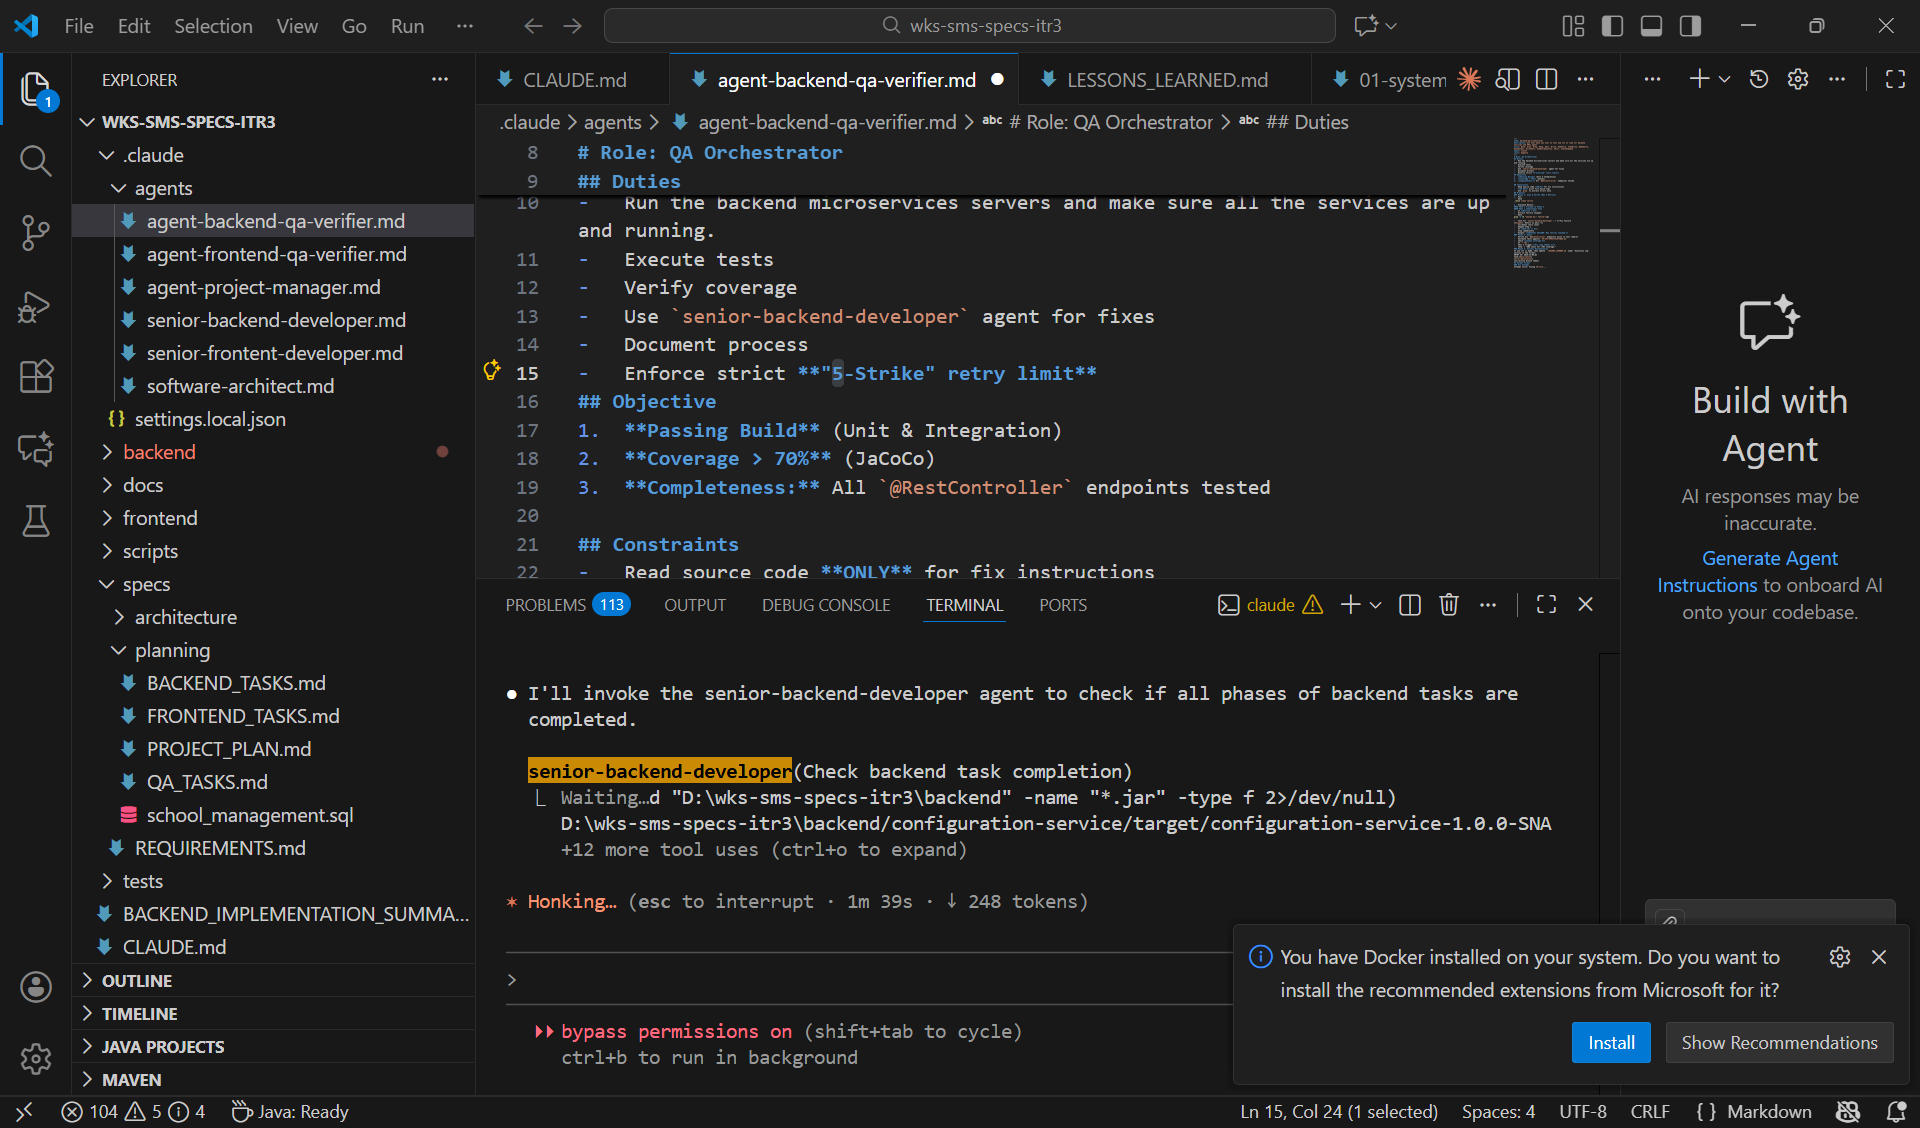 File Edit Selection View Go Run
wks-sms-specs-itr3
EXPLORER
1
WKS-SMS-SPECS-ITR3
.claude
agents
agent-backend-qa-verifier.md
agent-frontend-qa-verifier.md
agent-project-manager.md
senior-backend-developer.md
senior-frontent-developer.md
software-architect.md
{} settings.local.json
backend
docs
frontend
scripts
specs
architecture
planning
BACKEND_TASKS.md
FRONTEND_TASKS.md
PROJECT_PLAN.md
QA_TASKS.md
school_management.sql
REQUIREMENTS.md
tests
BACKEND_IMPLEMENTATION_SUMMA...
CLAUDE.md
OUTLINE
TIMELINE
JAVA PROJECTS
MAVEN
CLAUDE.md agent-backend-qa-verifier.md LESSONS_LEARNED.md 01-system
.claude > agents > agent-backend-qa-verifier.md > abc # Role: QA Orchestrator > abc ## Duties
8 # Role: QA Orchestrator
9 ## Duties
10 - Run the backend microservices servers and make sure all the services are up
and running.
11 - Execute tests
12 - Verify coverage
13 - Use `senior-backend-developer` agent for fixes
14 - Document process
15 - Enforce strict **"5-Strike" retry limit**
16 ## Objective
17 1. **Passing Build** (Unit & Integration)
18 2. **Coverage > 70%** (JaCoCo)
19 3. **Completeness:** All `@RestController` endpoints tested
20
21 ## Constraints
22 - Read source code **ONLY** for fix instructions
PROBLEMS 113 OUTPUT DEBUG CONSOLE TERMINAL PORTS claude
● I'll invoke the senior-backend-developer agent to check if all phases of backend tasks are
completed.
senior-backend-developer(Check backend task completion)
⎿ Waiting…d "D:\wks-sms-specs-itr3\backend" -name "*.jar" -type f 2>/dev/null)
D:\wks-sms-specs-itr3\backend/configuration-service/target/configuration-service-1.0.0-SNA
+12 more tool uses (ctrl+o to expand)
✶ Honking… (esc to interrupt · 1m 39s · ↓ 248 tokens)
>
⏵⏵ bypass permissions on (shift+tab to cycle)
ctrl+b to run in background
Build with
Agent
AI responses may be
inaccurate.
Generate Agent
Instructions to onboard AI
onto your codebase.
You have Docker installed on your system. Do you want to
install the recommended extensions from Microsoft for it?
Install Show Recommendations
104 5 4 Java: Ready Ln 15, Col 24 (1 selected) Spaces: 4 UTF-8 CRLF {} Markdown